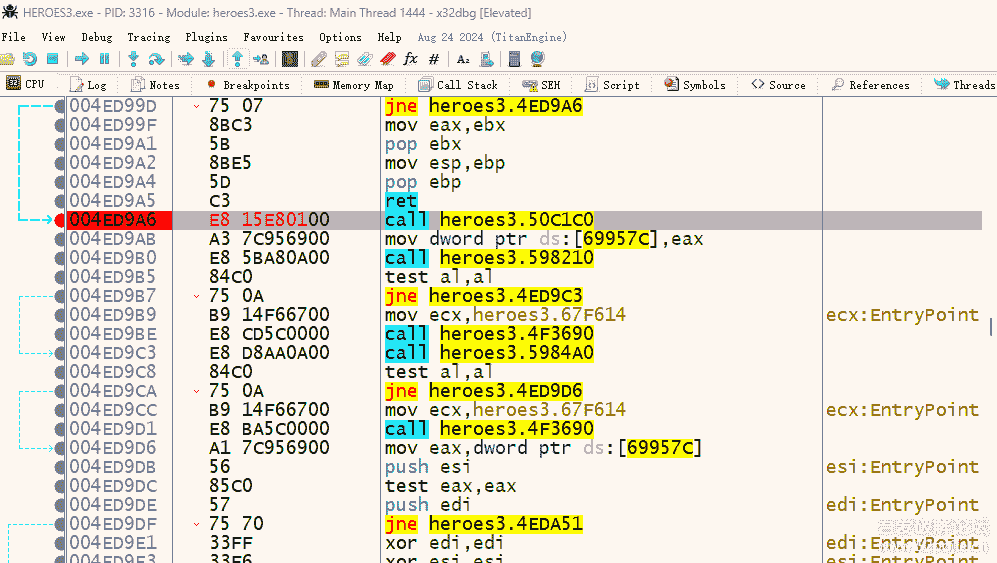 HEROES3.exe - PID: 3316 - Module: heroes3.exe - Thread: Main Thread 1444 - x32dbg [Elevated]
File View Debug Tracing Plugins Favourites Options Help Aug 24 2024 (TitanEngine)
fx # A2
CPU Log Notes Breakpoints Memory Map Call Stack SEH Script Symbols Source References Threads
004ED99D 75 07 jne heroes3.4ED9A6
004ED99F 8BC3 mov eax,ebx
004ED9A1 5B pop ebx
004ED9A2 8BE5 mov esp,ebp
004ED9A4 5D pop ebp
004ED9A5 C3 ret
004ED9A6 E8 15E80100 call heroes3.50C1C0
004ED9AB A3 7C956900 mov dword ptr ds:[69957C],eax
004ED9B0 E8 5BA80A00 call heroes3.598210
004ED9B5 84C0 test al,al
004ED9B7 75 0A jne heroes3.4ED9C3
004ED9B9 B9 14F66700 mov ecx,heroes3.67F614 ecx:EntryPoint
004ED9BE E8 CD5C0000 call heroes3.4F3690
004ED9C3 E8 D8AA0A00 call heroes3.5984A0
004ED9C8 84C0 test al,al
004ED9CA 75 0A jne heroes3.4ED9D6
004ED9CC B9 14F66700 mov ecx,heroes3.67F614 ecx:EntryPoint
004ED9D1 E8 BA5C0000 call heroes3.4F3690
004ED9D6 A1 7C956900 mov eax,dword ptr ds:[69957C]
004ED9DB 56 push esi esi:EntryPoint
004ED9DC 85C0 test eax,eax
004ED9DE 57 push edi edi:EntryPoint
004ED9DF 75 70 jne heroes3.4EDA51
004ED9E1 33FF xor edi,edi edi:EntryPoint
004ED9E3 33F6 xor esi,esi esi:EntryPoint